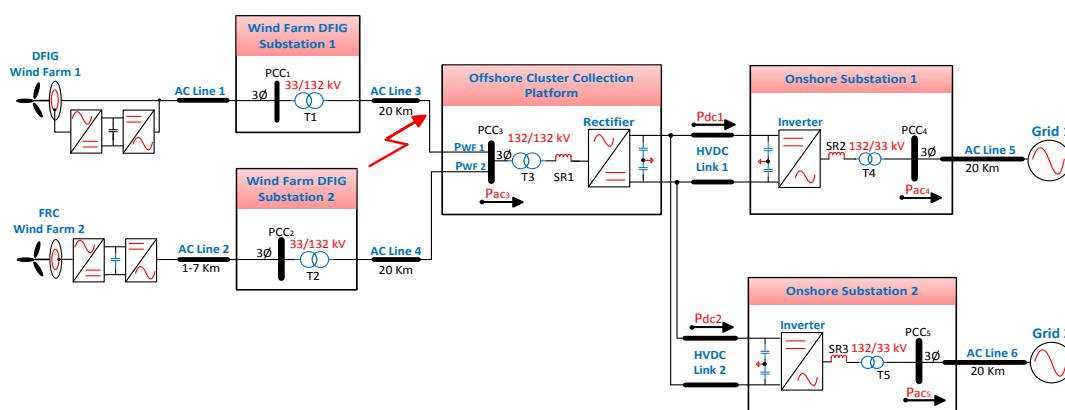 DFIG
Wind Farm 1
AC Line 1
Wind Farm DFIG
Substation 1
PCC1
3Ø
33/132 kV
T1
AC Line 3
20 Km
FRC
Wind Farm 2
AC Line 2
1-7 Km
Wind Farm DFIG
Substation 2
PCC2
3Ø
33/132 kV
T2
AC Line 4
20 Km
Offshore Cluster Collection
Platform
PCC3
PWF 1
PWF 2
3Ø
132/132 kV
T3
SR1
Rectifier
Pac3
Pdc1
HVDC
Link 1
Onshore Substation 1
Inverter
SR2
132/33 kV
T4
PCC4
3Ø
Pac4
AC Line 5
20 Km
Grid
Pdc2
HVDC
Link 2
Onshore Substation 2
Inverter
SR3
132/33 kV
T5
PCC5
3Ø
Pac5
AC Line 6
20 Km
Grid